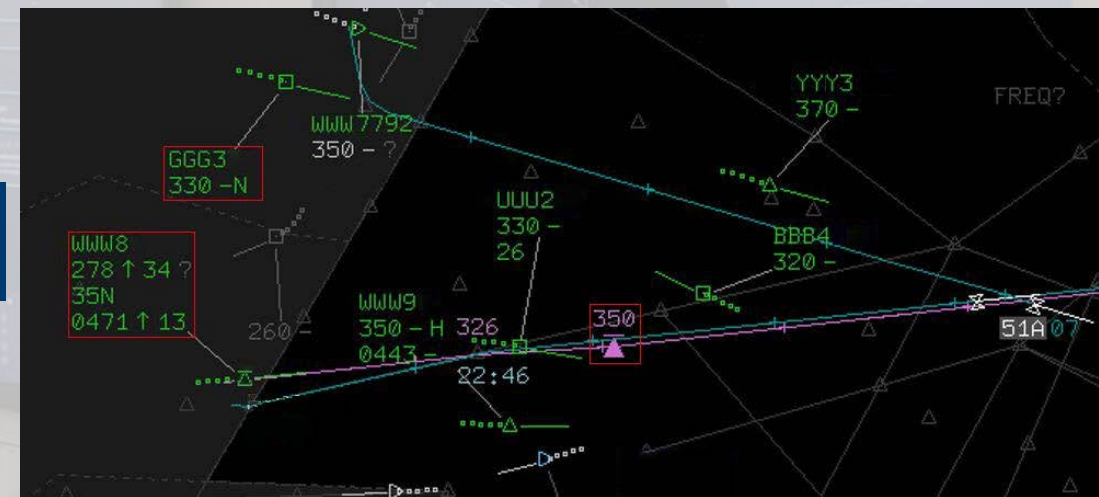 YYY3
370 -
FREQ?
WWW7792
350 - ?
GGG3
330 -N
UUU2
330 -
26
WWW8
278 ↑ 34 ?
35N
0471 ↑ 13
BBB4
320 -
WWW9
350 - H
0443 -
326
350
260 =
22:46
51A 07